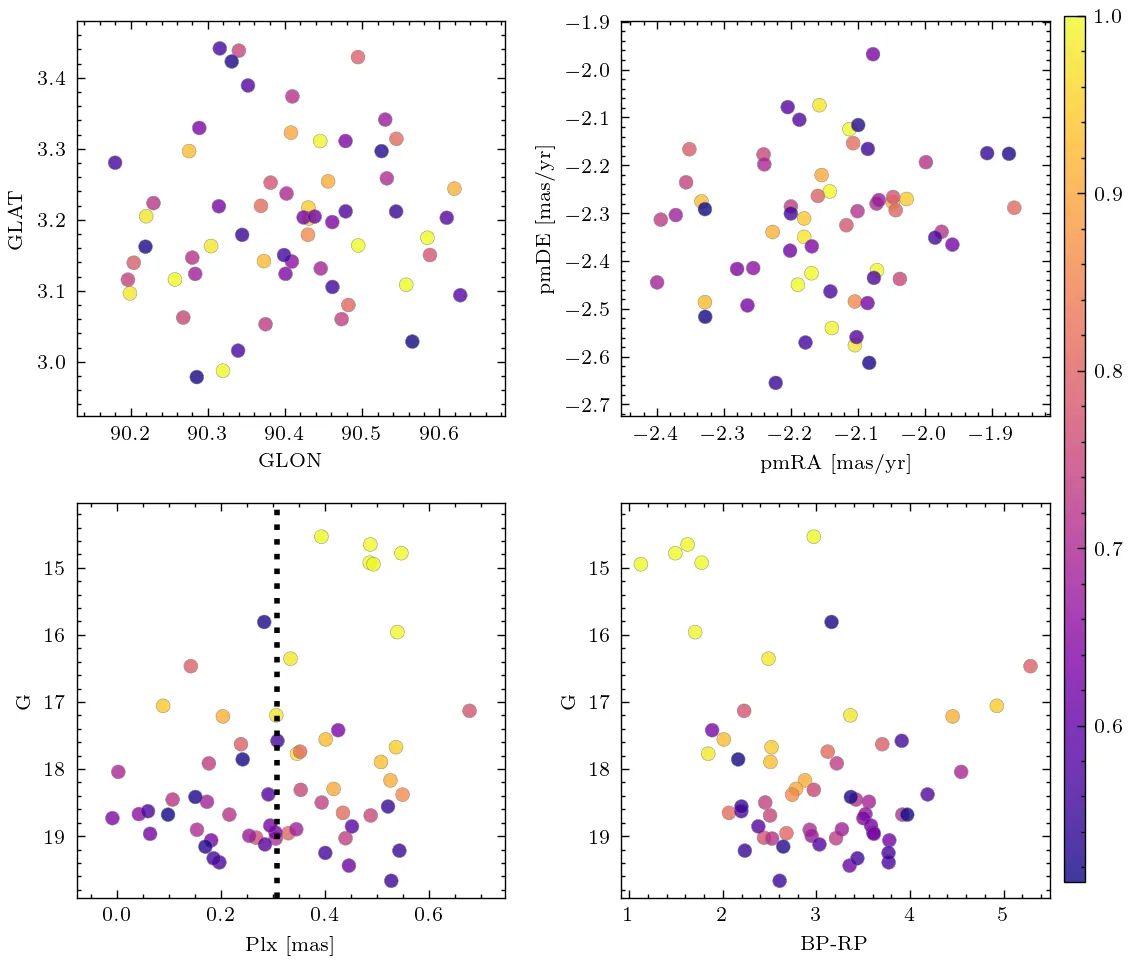 GLAT
3.4
3.3
3.2
3.1
3.0
90.2 90.3 90.4 90.5 90.6
GLON
pmDE [mas/yr]
−1.9
−2.0
−2.1
−2.2
−2.3
−2.4
−2.5
−2.6
−2.7
−2.4 −2.3 −2.2 −2.1 −2.0 −1.9
pmRA [mas/yr]
G
15
16
17
18
19
0.0 0.2 0.4 0.6
Plx [mas]
G
15
16
17
18
19
1 2 3 4 5
BP-RP
1.0
0.9
0.8
0.7
0.6